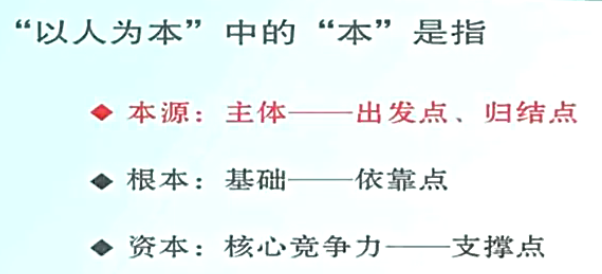 “以人为本”中的“本”是指
本源：主体——出发点、归结点
根本：基础——依靠点
资本：核心竞争力——支撑点